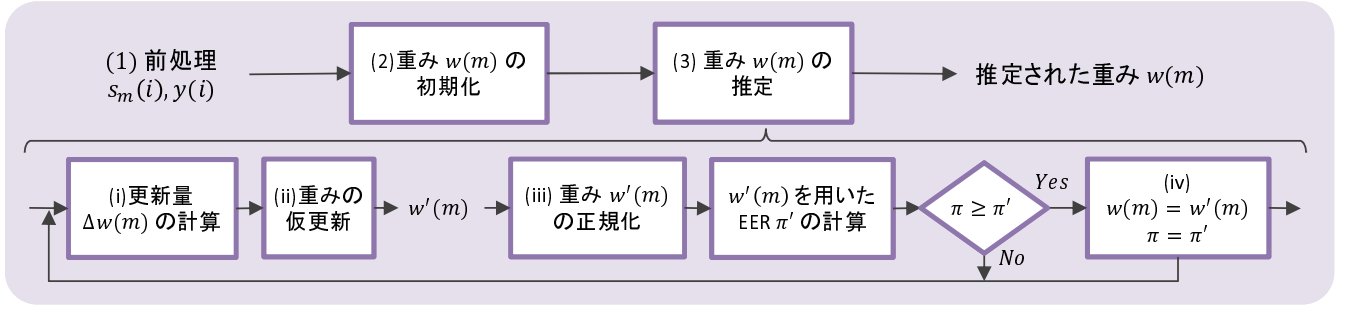 (1) 前処理
s_m(i), y(i)
(2)重み w(m) の
初期化
(3) 重み w(m) の
推定
推定された重み w(m)
(i)更新量
Δw(m) の計算
(ii)重みの
仮更新
w′(m)
(iii) 重み w′(m)
の正規化
w′(m) を用いた
EER π′ の計算
π ≥ π′
Yes
No
(iv)
w(m) = w′(m)
π = π′